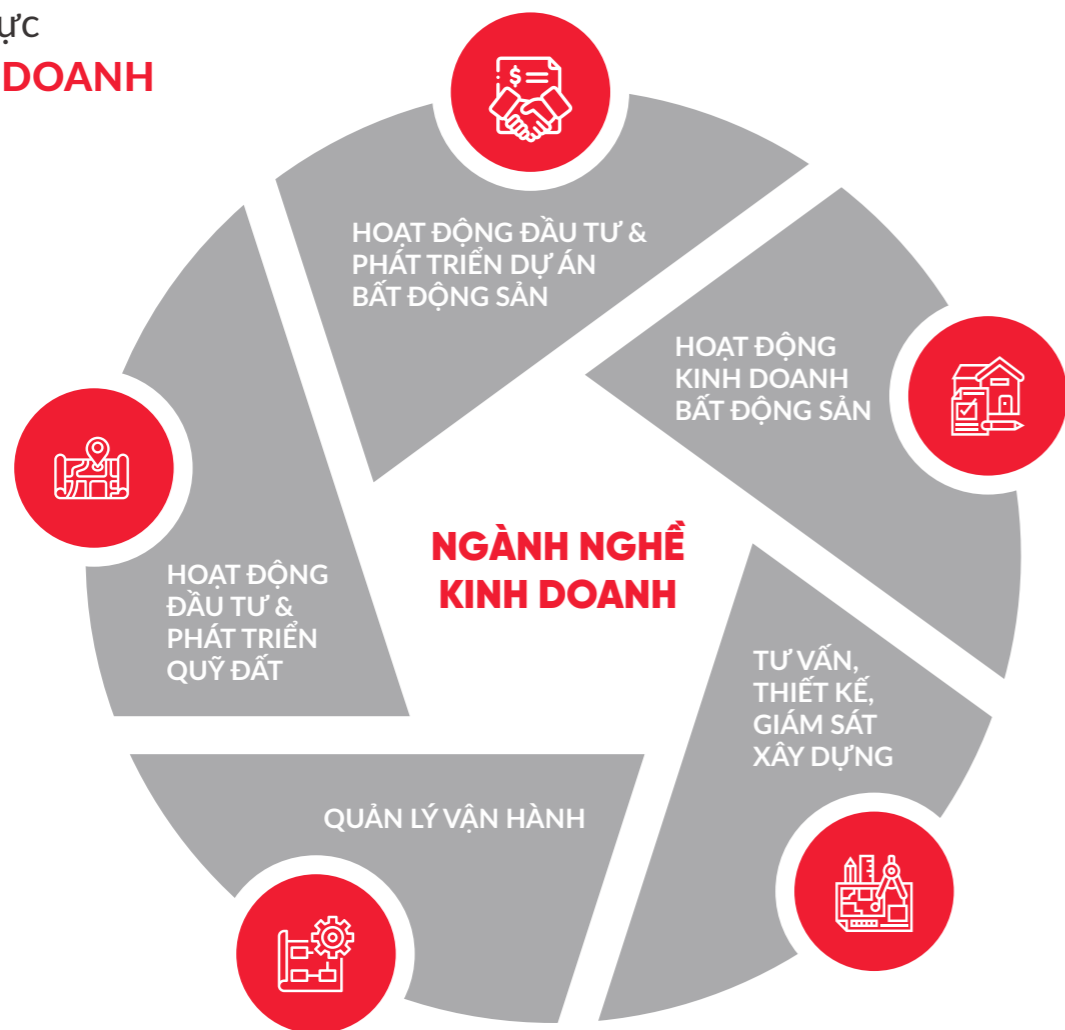 ực
DOANH
HOẠT ĐỘNG ĐẦU TƯ &
PHÁT TRIỂN DỰ ÁN
BẤT ĐỘNG SẢN
HOẠT ĐỘNG
KINH DOANH
BẤT ĐỘNG SẢN
NGÀNH NGHỀ
KINH DOANH
HOẠT ĐỘNG
ĐẦU TƯ &
PHÁT TRIỂN
QUỸ ĐẤT
TƯ VẤN,
THIẾT KẾ,
GIÁM SÁT
XÂY DỰNG
QUẢN LÝ VẬN HÀNH